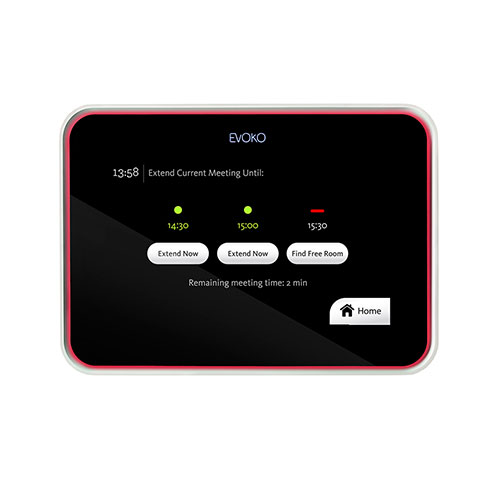 EVOKO
13:58 Extend Current Meeting Until:
14:30 15:00 15:30
Extend Now Extend Now Find Free Room
Remaining meeting time: 2 min
Home